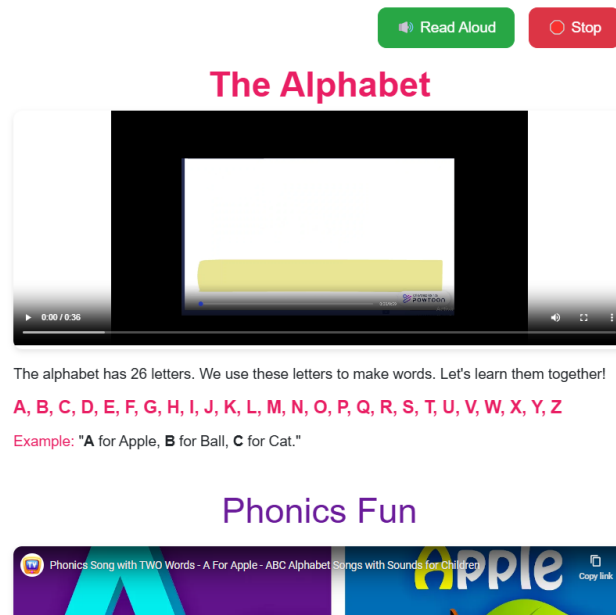 Read Aloud
Stop
The Alphabet
POWTOON
0:00 / 0:36
The alphabet has 26 letters. We use these letters to make words. Let's learn them together!
A, B, C, D, E, F, G, H, I, J, K, L, M, N, O, P, Q, R, S, T, U, V, W, X, Y, Z
Example: "A for Apple, B for Ball, C for Cat."
Phonics Fun
TV
Phonics Song with TWO Words - A For Apple - ABC Alphabet Songs with Sounds for Children
Apple
Copy link